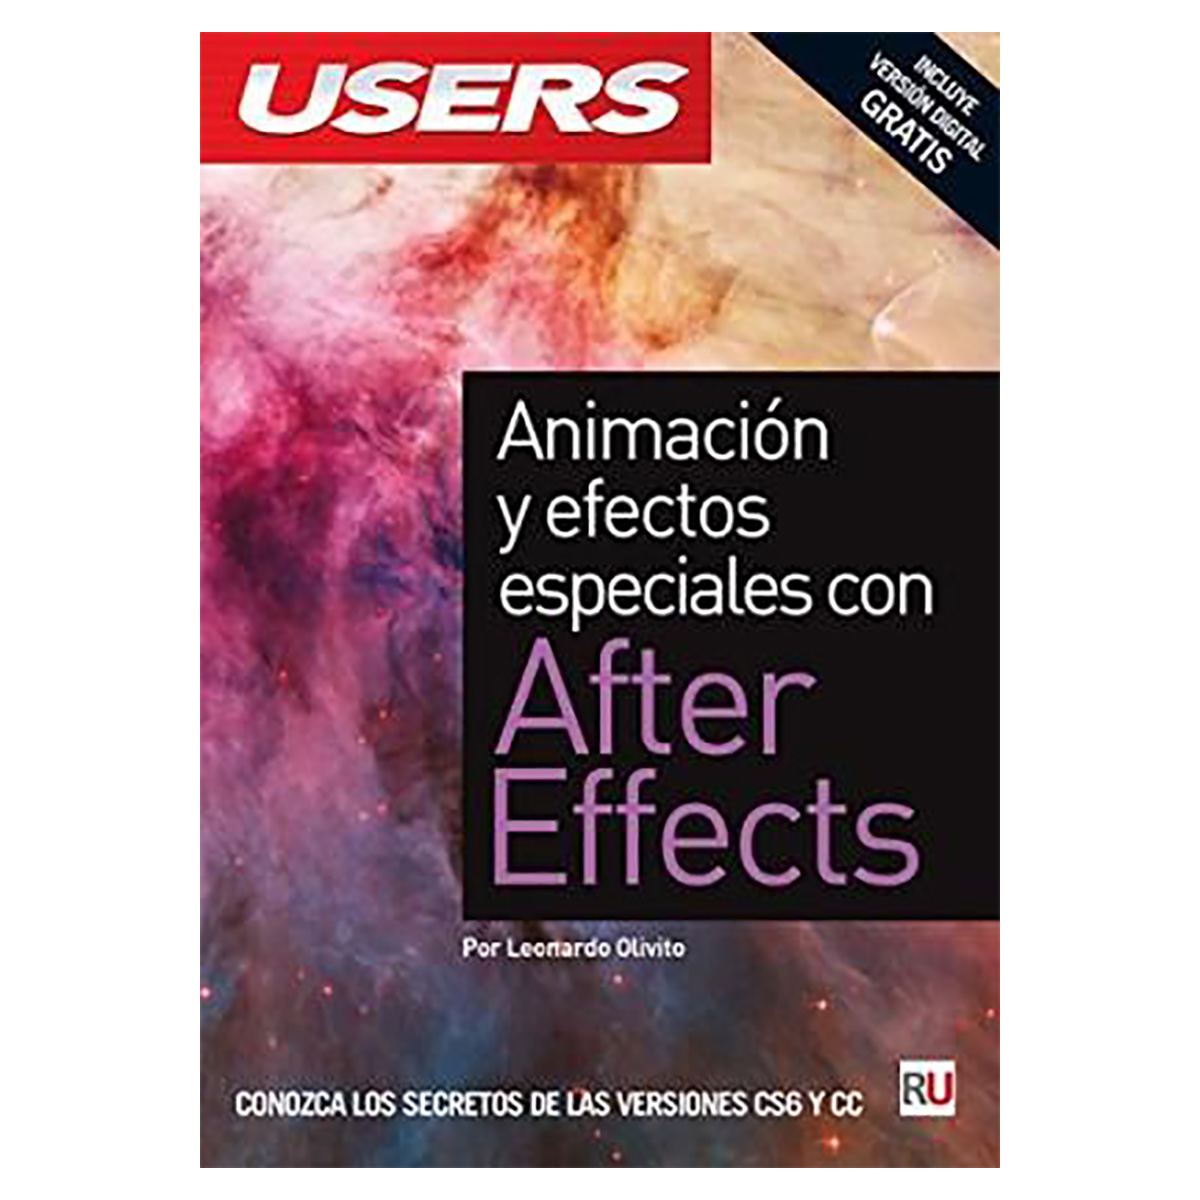 USERS
INCLUYE
VERSIÓN DIGITAL
GRATIS
Animación
y efectos
especiales con
After
Effects
Por Leonardo Olivito
CONOZCA LOS SECRETOS DE LAS VERSIONES CS6 Y CC
RU